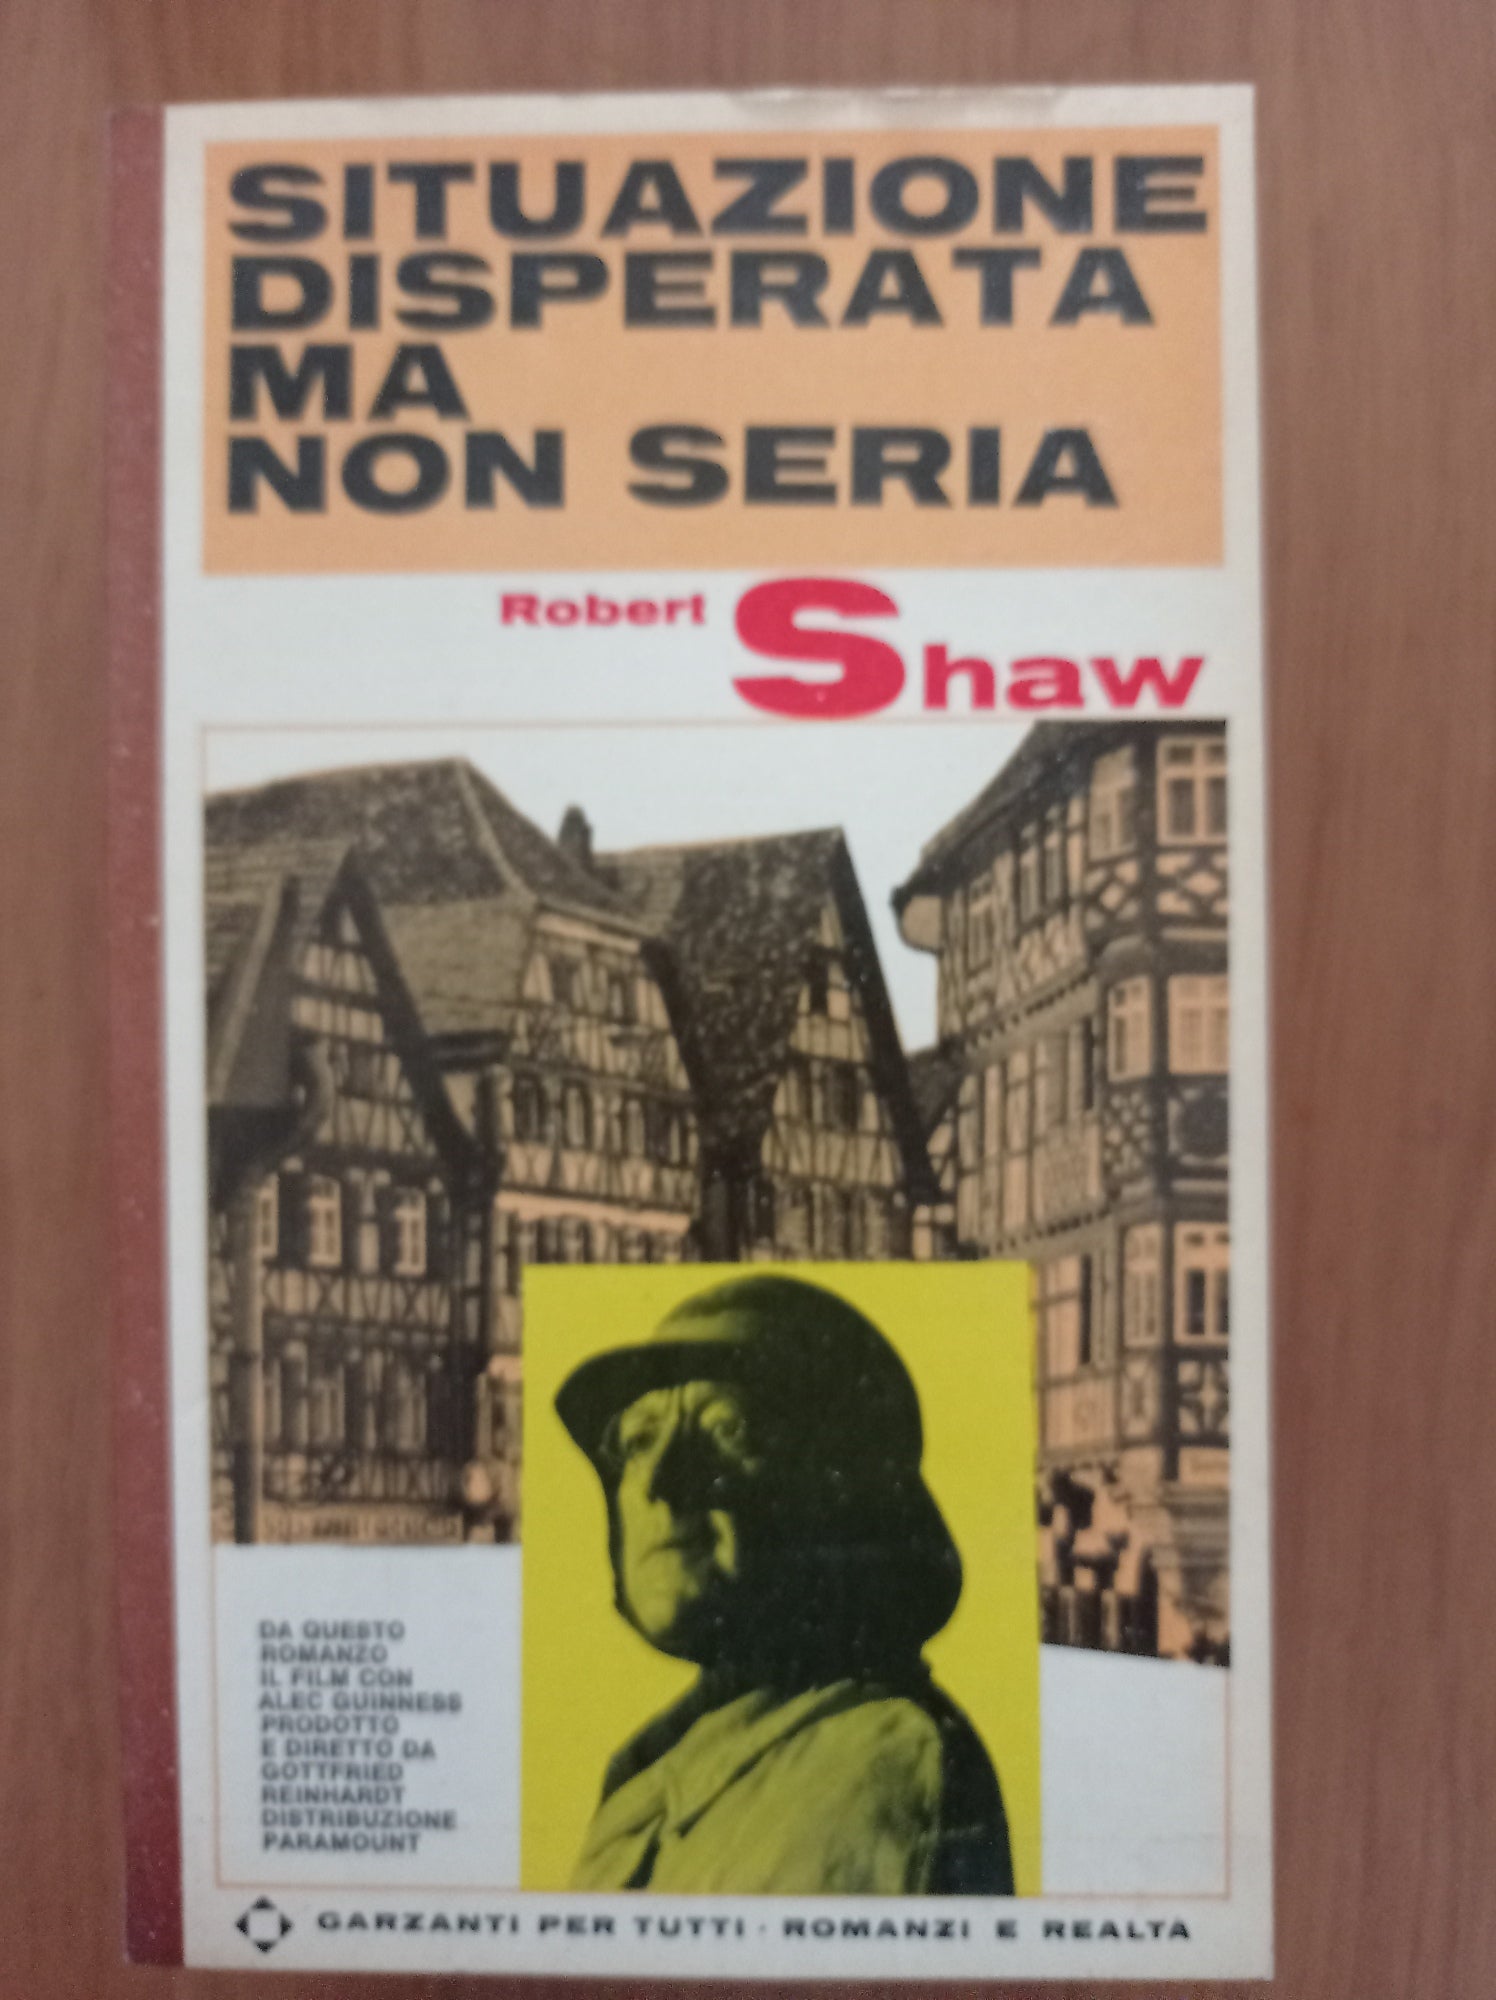 SITUAZIONE
DISPERATA
MA
NON SERIA
Robert Shaw
DA QUESTO
ROMANZO
IL FILM CON
ALEC GUINNESS
PRODOTTO
E DIRETTO DA
GOTTFRIED
REINHARDT
DISTRIBUZIONE
PARAMOUNT
GARZANTI PER TUTTI · ROMANZI E REALTA